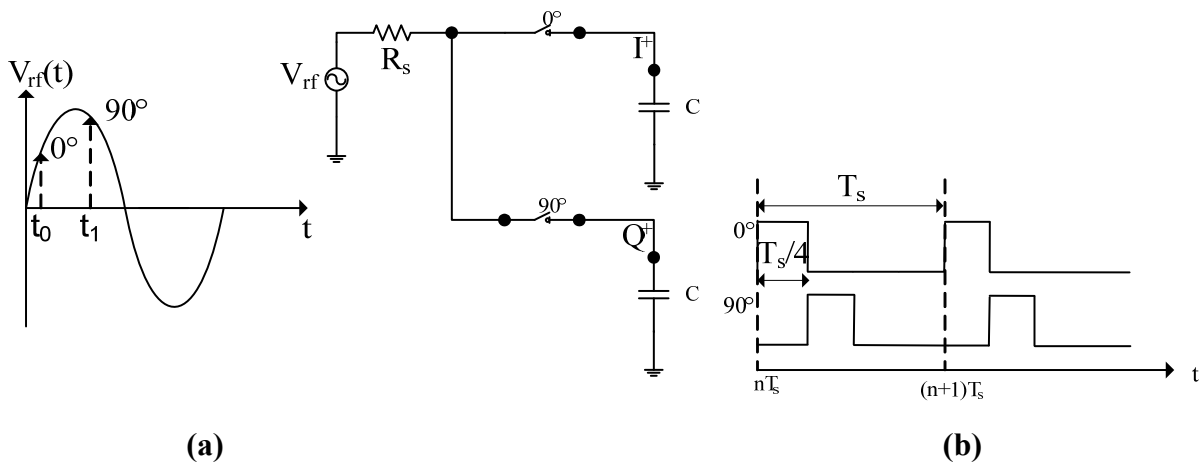 V_rf(t)
90°
0°
t_0
t_1
t
V_rf
R_s
0°
I+
C
90°
Q+
C
(a)
T_s
0°
T_s/4
90°
nT_s
(n+1)T_s
t
(b)